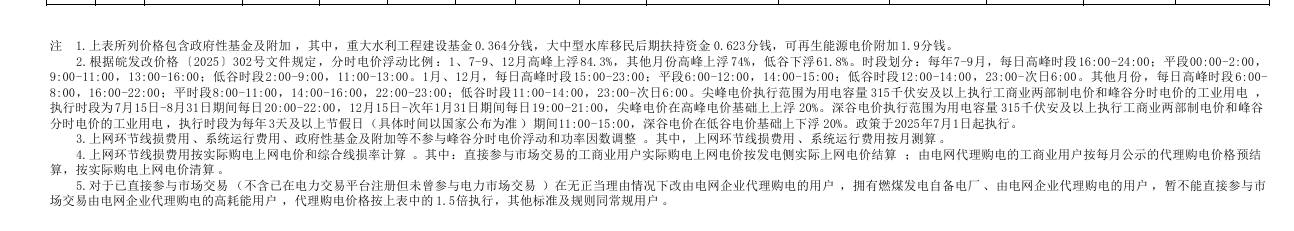 注 1.上表所列价格包含政府性基金及附加，其中，重大水利工程建设基金0.364分钱，大中型水库移民后期扶持资金0.623分钱，可再生能源电价附加1.9分钱。
2.根据皖发改价格〔2025〕302号文件规定，分时电价浮动比例：1、7-9、12月高峰上浮84.3%，其他月份高峰上浮74%，低谷下浮61.8%。时段划分：每年7月-9月，每日高峰时段16:00-24:00；平段00:00-2:00,
9:00-11:00，13:00-16:00；低谷时段2:00-9:00，11:00-13:00。1月、12月，每日高峰时段15:00-23:00；平段6:00-12:00，14:00-15:00；低谷时段12:00-14:00，23:00-次日6:00。其他月份，每日高峰时段6:00-
8:00，16:00-22:00；平时段8:00-11:00，14:00-16:00，22:00-23:00；低谷时段11:00-14:00，23:00-次日6:00。尖峰电价执行范围为用电容量315千伏安及以上执行工商业两部制电价和峰谷分时电价的工业用电，
执行时段为7月15日-8月31日期间每日20:00-22:00，12月15日-次年1月31日期间每日19:00-21:00，尖峰电价在高峰电价基础上上浮20%。深谷电价执行范围为用电容量315千伏安及以上执行工商业两部制电价和峰谷
分时电价的工业用电，执行时段为每年3天及以上节假日（具体时间以国家公布为准）期间11:00-15:00，深谷电价在低谷电价基础上下浮20%。政策于2025年7月1日起执行。
3.上网环节线损费用、系统运行费用、政府性基金及附加等不参与峰谷分时电价浮动和功率因数调整。其中，上网环节线损费用、系统运行费用按月测算。
4.上网环节线损费用按实际购电上网电价和综合线损率计算。其中：直接参与市场交易的工商业用户实际购电上网电价按发电侧实际上网电价结算；由电网代理购电的工商业用户按每月公示的代理购电价格预结
算，按实际购电上网电价清算。
5.对于已直接参与市场交易（不含已在电力交易平台注册但未曾参与电力市场交易）在无正当理由情况下改由电网企业代理购电的用户，拥有燃煤发电自备电厂、由电网企业代理购电的用户，暂不能直接参与市
场交易由电网企业代理购电的高耗能用户，代理购电价格按上表中的1.5倍执行，其他标准及规则同常规用户。